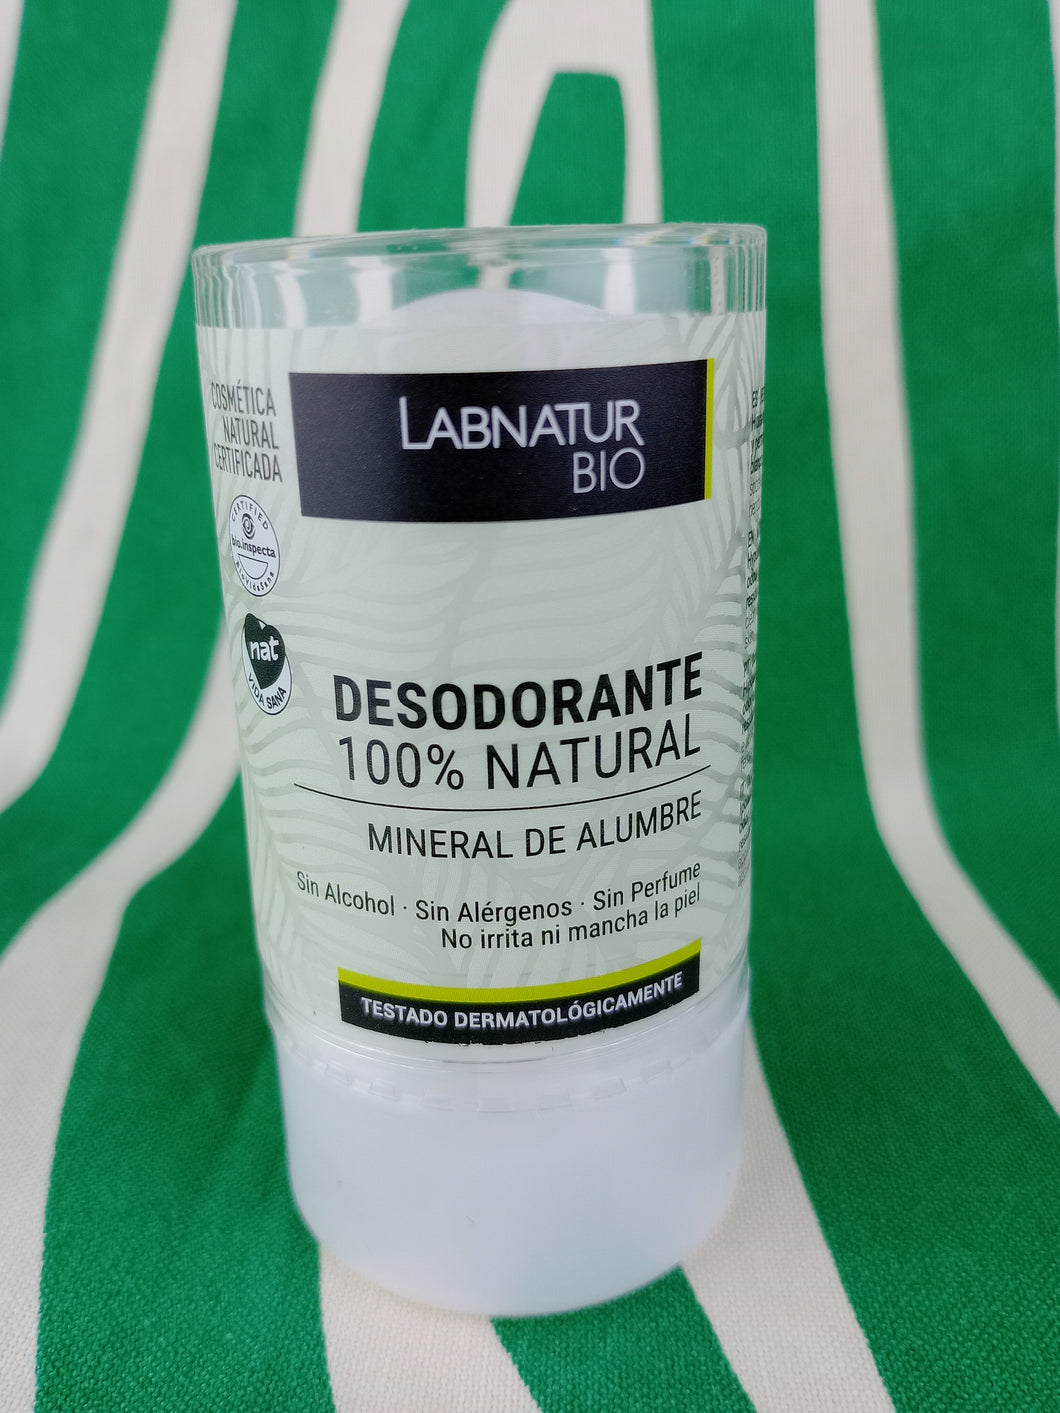 LABNATUR
BIO
COSMÉTICA
NATURAL
CERTIFICADA
CERTIFIED
bio.inspecta
BioVidaSana
nat
VIDA SANA
DESODORANTE
100% NATURAL
MINERAL DE ALUMBRE
Sin Alcohol · Sin Alérgenos · Sin Perfume
No irrita ni mancha la piel
TESTADO DERMATOLÓGICAMENTE